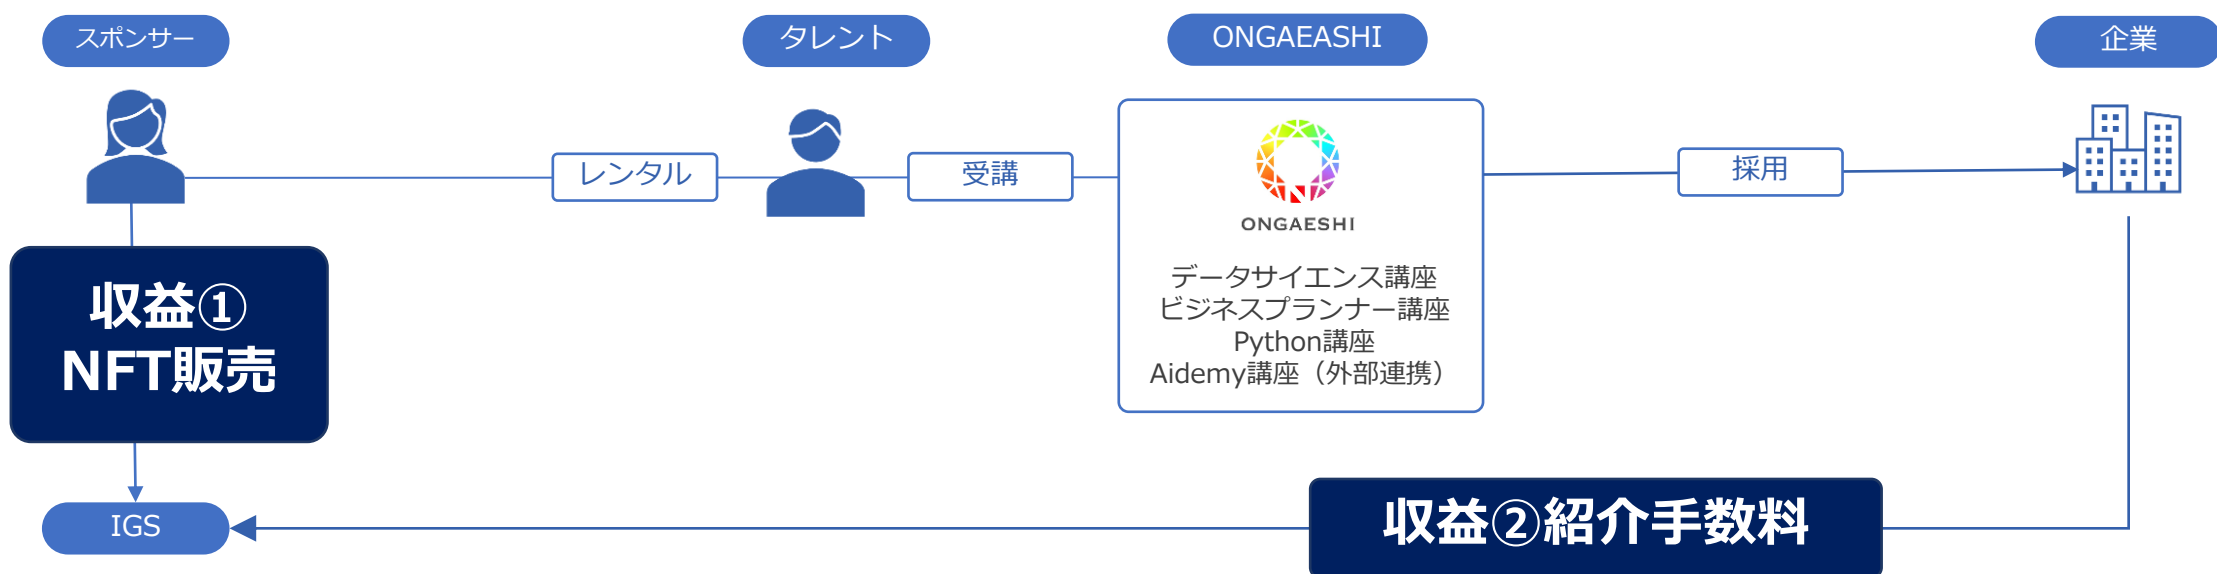 スポンサー
タレント
ONGAEASHI
企業
レンタル
受講
採用
ONGAESHI
データサイエンス講座
ビジネスプランナー講座
Python講座
Aidemy講座（外部連携）
収益①
NFT販売
IGS
収益②紹介手数料